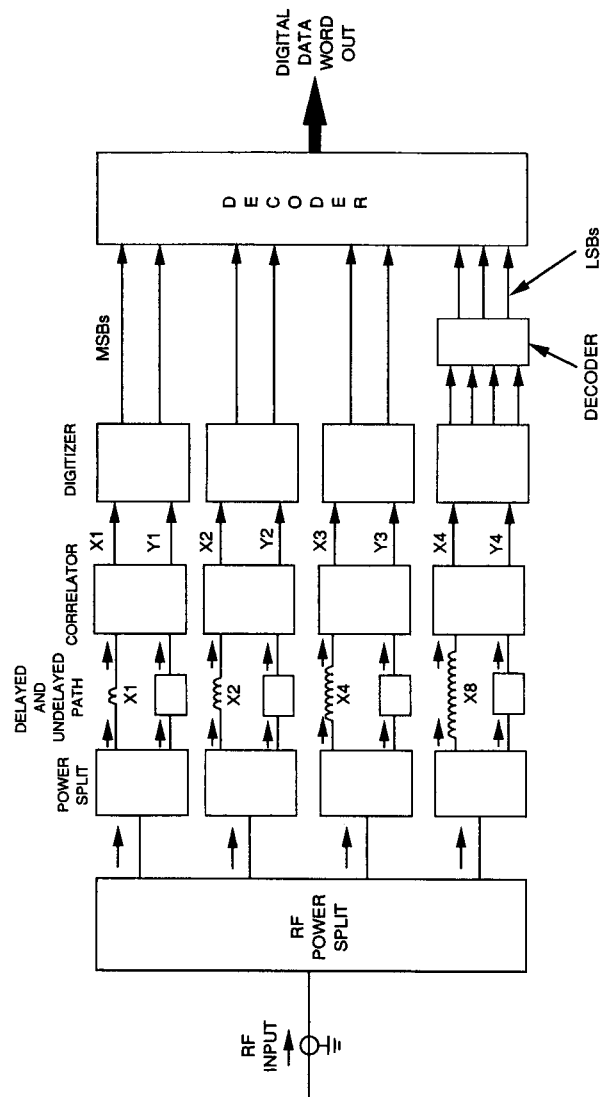 RF
INPUT
RF
POWER
SPLIT
POWER
SPLIT
DELAYED
AND
UNDELAYED
PATH
X1
X2
X4
X8
CORRELATOR
X1
Y1
X2
Y2
X3
Y3
X4
Y4
DIGITIZER
MSBs
DECODER
LSBs
DECODER
DIGITAL
DATA
WORD
OUT